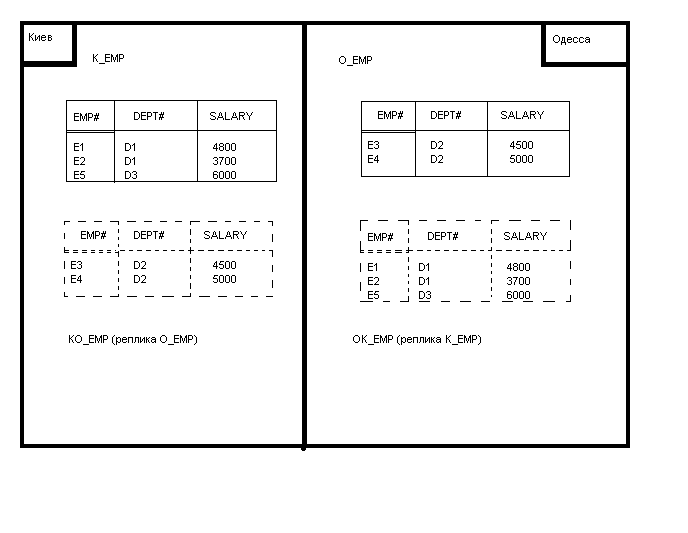 Киев
K_EMP
EMP# DEPT# SALARY
E1 D1 4800
E2 D1 3700
E5 D3 6000
EMP# DEPT# SALARY
E3 D2 4500
E4 D2 5000
KO_EMP (реплика O_EMP)
Одесса
O_EMP
EMP# DEPT# SALARY
E3 D2 4500
E4 D2 5000
EMP# DEPT# SALARY
E1 D1 4800
E2 D1 3700
E5 D3 6000
OK_EMP (реплика K_EMP)